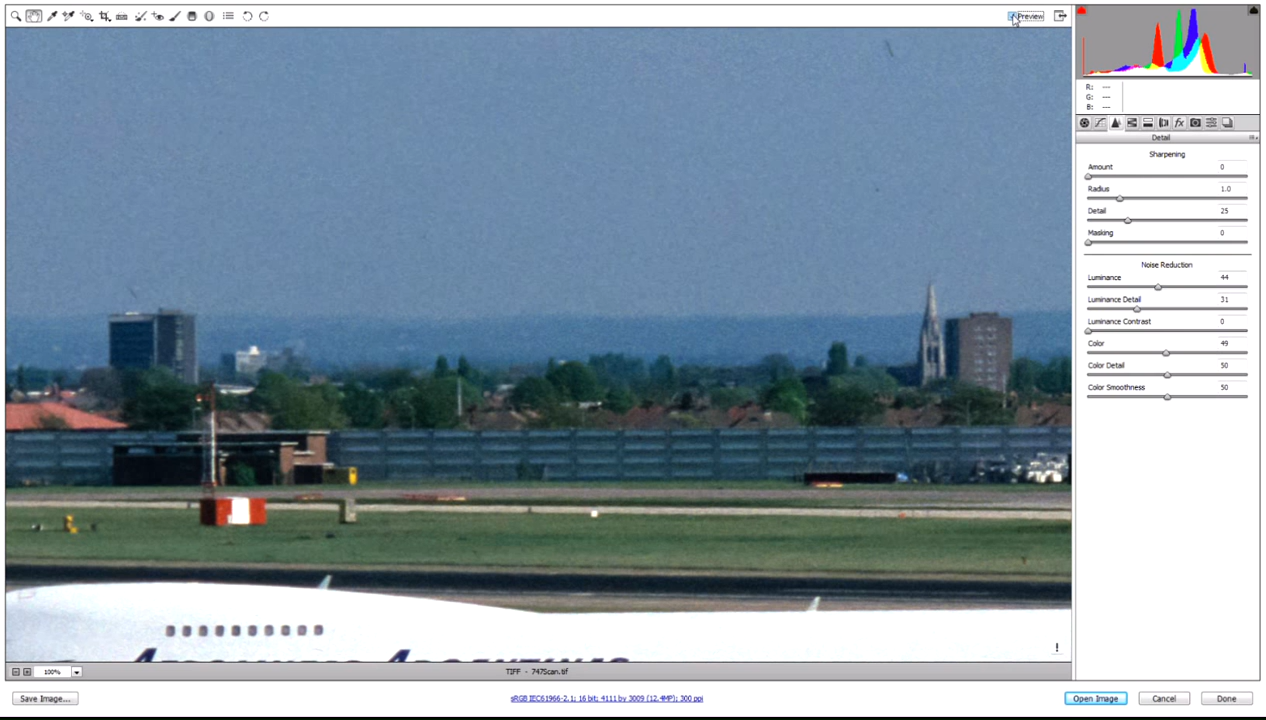 Preview
R: ---
G: ---
B: ---
Detail
Sharpening
Amount 0
Radius 1.0
Detail 25
Masking 0
Noise Reduction
Luminance 44
Luminance Detail 31
Luminance Contrast 0
Color 49
Color Detail 50
Color Smoothness 50
AEROLINEAS ARGENTINAS
100%
TIFF - 747Scan.tif
Save Image...
sRGB IEC61966-2.1; 16 bit; 4111 by 3009 (12.4MP); 300 ppi
Open Image
Cancel
Done